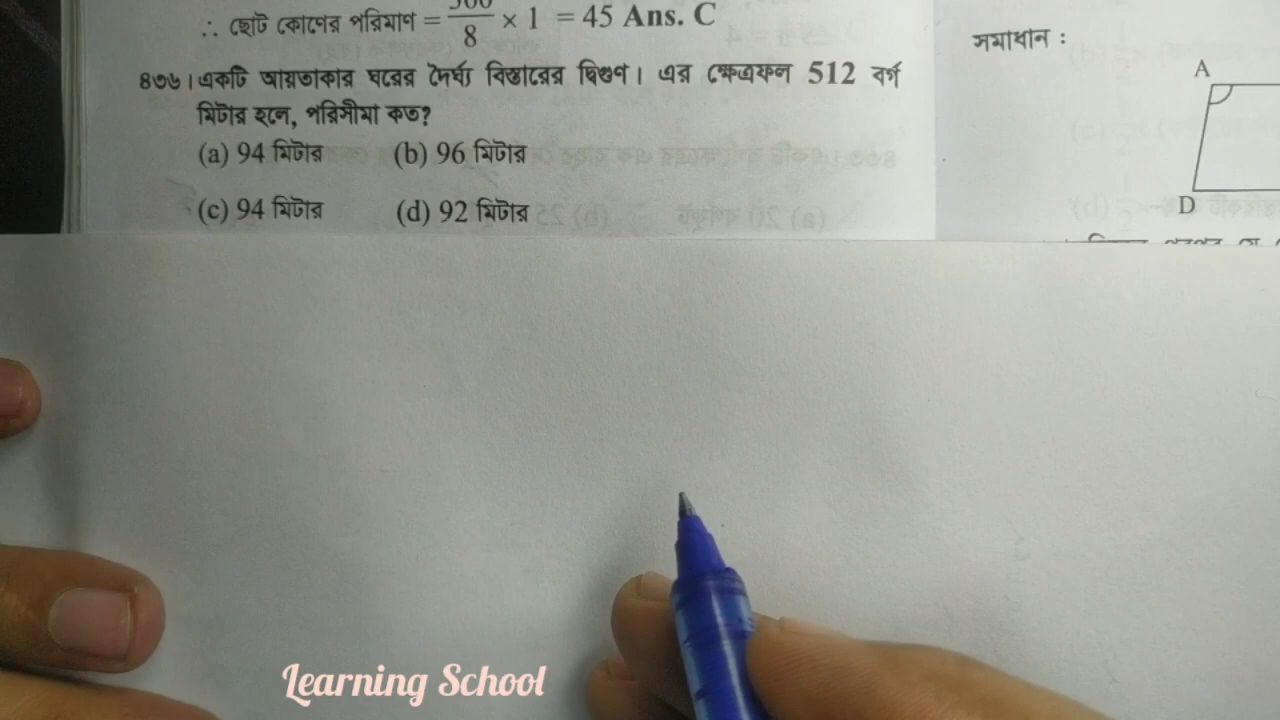 ∴ ছোট কোণের পরিমাণ = 360/8 × 1 = 45 Ans. C
৪৩৬। একটি আয়তাকার ঘরের দৈর্ঘ্য বিস্তারের দ্বিগুণ। এর ক্ষেত্রফল 512 বর্গ
মিটার হলে, পরিসীমা কত?
(a) 94 মিটার (b) 96 মিটার
(c) 94 মিটার (d) 92 মিটার
সমাধান :
A
D
Learning School